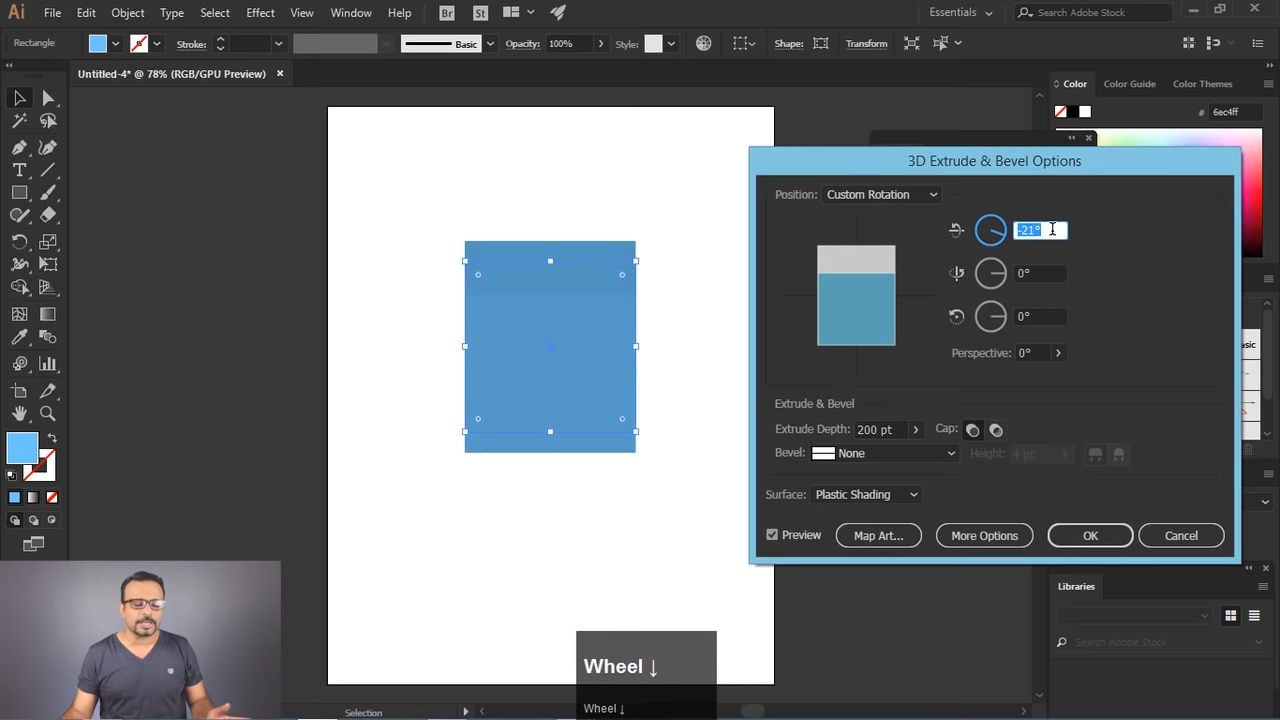 Ai File Edit Object Type Select Effect View Window Help Br St Essentials Search Adobe Stock
Rectangle Stroke: Basic Opacity: 100% Style: Shape: Transform
Untitled-4* @ 78% (RGB/GPU Preview) ×
Color Color Guide Color Themes
# 6ec4ff
3D Extrude & Bevel Options
Position: Custom Rotation
-21°
0°
0°
Perspective: 0°
Extrude & Bevel
Extrude Depth: 200 pt Cap:
Bevel: None Height: 4 pt
Surface: Plastic Shading
Preview Map Art... More Options OK Cancel
Libraries
Search Adobe Stock
Wheel ↓
Wheel ↓
Selection